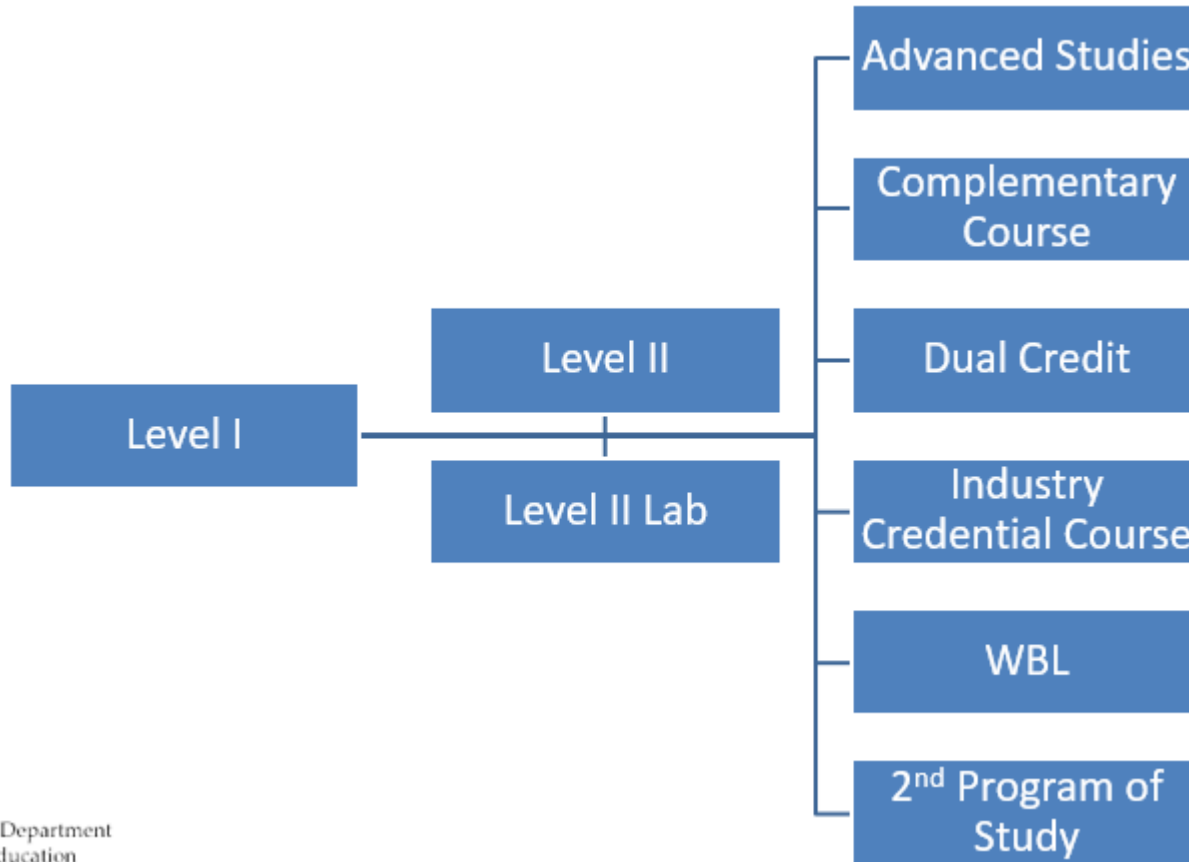 Level I
Level II
Level II Lab
Advanced Studies
Complementary
Course
Dual Credit
Industry
Credential Course
WBL
2nd Program of
Study
Department
ducation